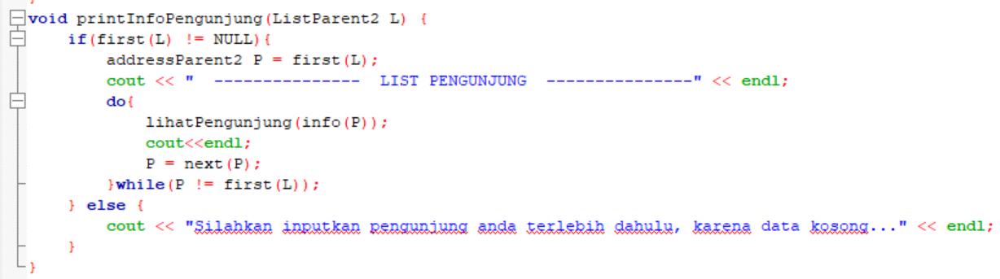 void printInfoPengunjung(ListParent2 L) {
if(first(L) != NULL){
addressParent2 P = first(L);
cout << "  ---------------  LIST PENGUNJUNG  ---------------" << endl;
do{
lihatPengunjung(info(P));
cout<<endl;
P = next(P);
}while(P != first(L));
} else {
cout << "Silahkan inputkan pengunjung anda terlebih dahulu, karena data kosong..." << endl;
}
}